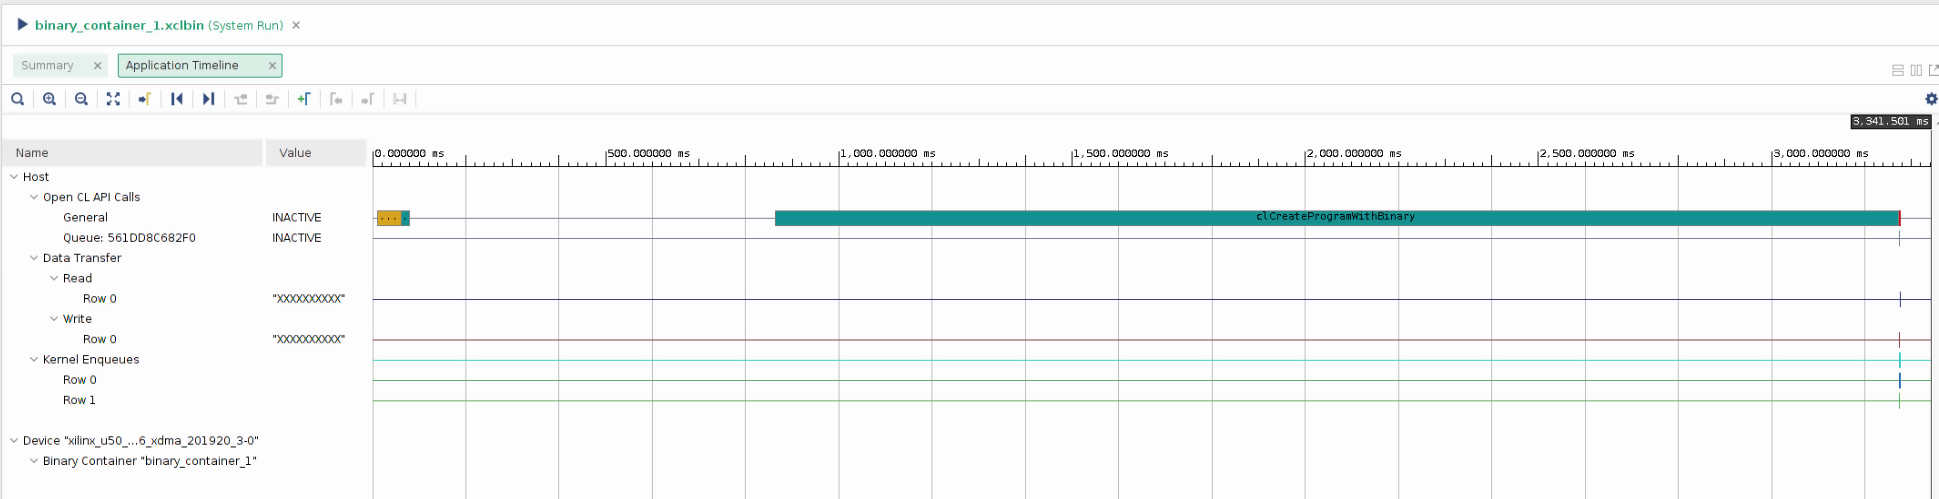 binary_container_1.xclbin (System Run) ×
Summary × Application Timeline ×
3,341.501 ms
Name Value 0.000000 ms 500.000000 ms 1,000.000000 ms 1,500.000000 ms 2,000.000000 ms 2,500.000000 ms 3,000.000000 ms
Host
Open CL API Calls
General INACTIVE ... clCreateProgramWithBinary
Queue: 561DD8C682F0 INACTIVE
Data Transfer
Read
Row 0 "XXXXXXXXXX"
Write
Row 0 "XXXXXXXXXX"
Kernel Enqueues
Row 0
Row 1
Device "xilinx_u50_...6_xdma_201920_3-0"
Binary Container "binary_container_1"